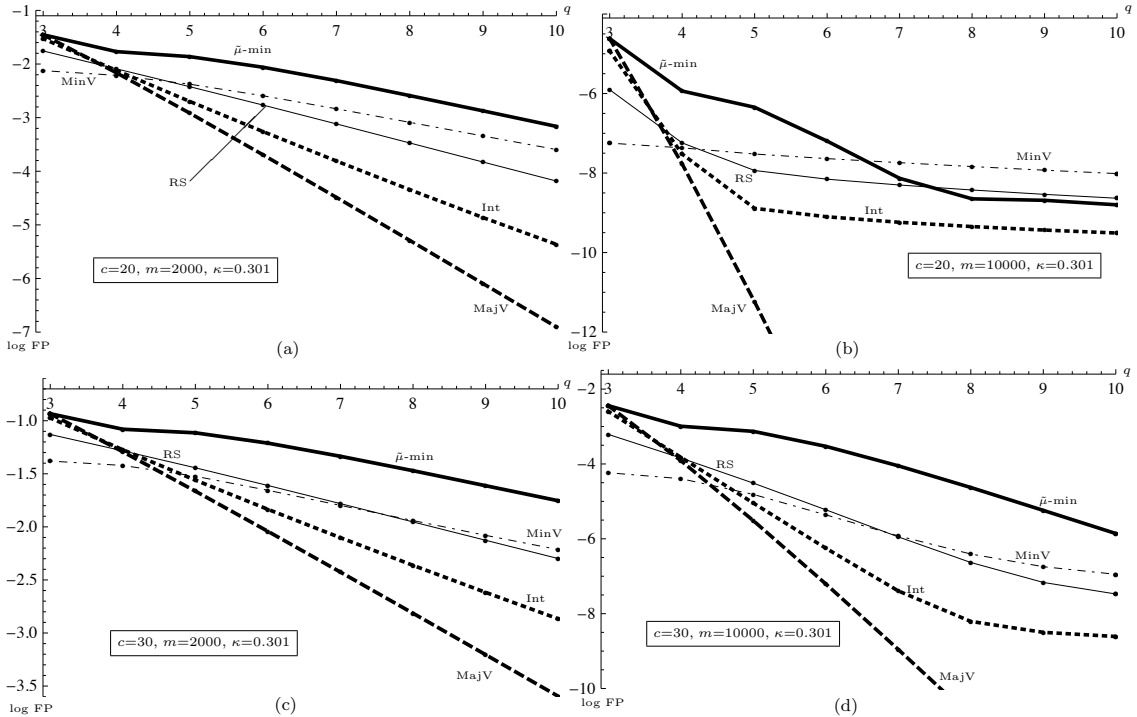 −1
3 4 5 6 7 8 9 10 q
−2
−3
−4
−5
−6
−7
log FP
μ̃-min
MinV
RS
Int
MajV
c=20, m=2000, κ=0.301
(a)
3 4 5 6 7 8 9 10 q
−6
−8
−10
−12
log FP
μ̃-min
MinV
RS
Int
MajV
c=20, m=10000, κ=0.301
(b)
3 4 5 6 7 8 9 10 q
−1.0
−1.5
−2.0
−2.5
−3.0
−3.5
log FP
RS
μ̃-min
MinV
Int
MajV
c=30, m=2000, κ=0.301
(c)
−2
3 4 5 6 7 8 9 10 q
−4
−6
−8
−10
log FP
RS
μ̃-min
MinV
Int
MajV
c=30, m=10000, κ=0.301
(d)